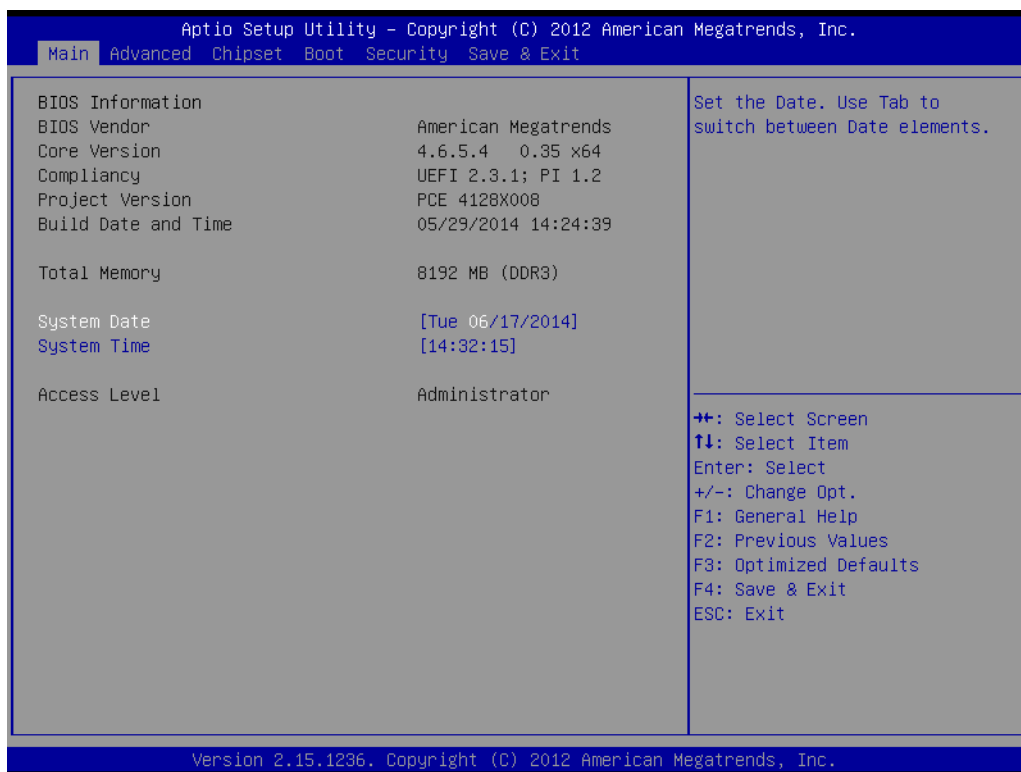 Aptio Setup Utility – Copyright (C) 2012 American Megatrends, Inc.
Main Advanced Chipset Boot Security Save & Exit
BIOS Information
BIOS Vendor American Megatrends
Core Version 4.6.5.4 0.35 x64
Compliancy UEFI 2.3.1; PI 1.2
Project Version PCE 4128X008
Build Date and Time 05/29/2014 14:24:39
Total Memory 8192 MB (DDR3)
System Date [Tue 06/17/2014]
System Time [14:32:15]
Access Level Administrator
Set the Date. Use Tab to
switch between Date elements.
→←: Select Screen
↑↓: Select Item
Enter: Select
+/-: Change Opt.
F1: General Help
F2: Previous Values
F3: Optimized Defaults
F4: Save & Exit
ESC: Exit
Version 2.15.1236. Copyright (C) 2012 American Megatrends, Inc.